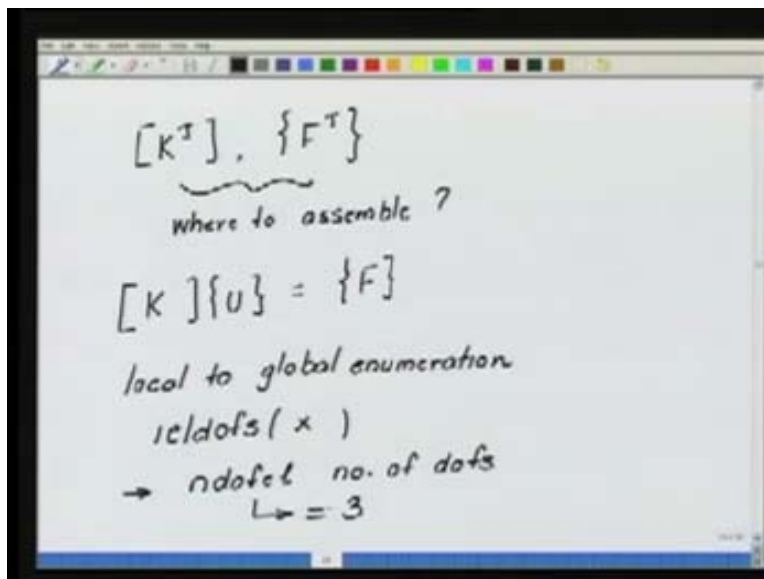 [K^T], {F^T}
where to assemble ?
[K ]{U} = {F}
local to global enumeration
ieldofs( x )
→ ndofel no. of dofs
↳ = 3